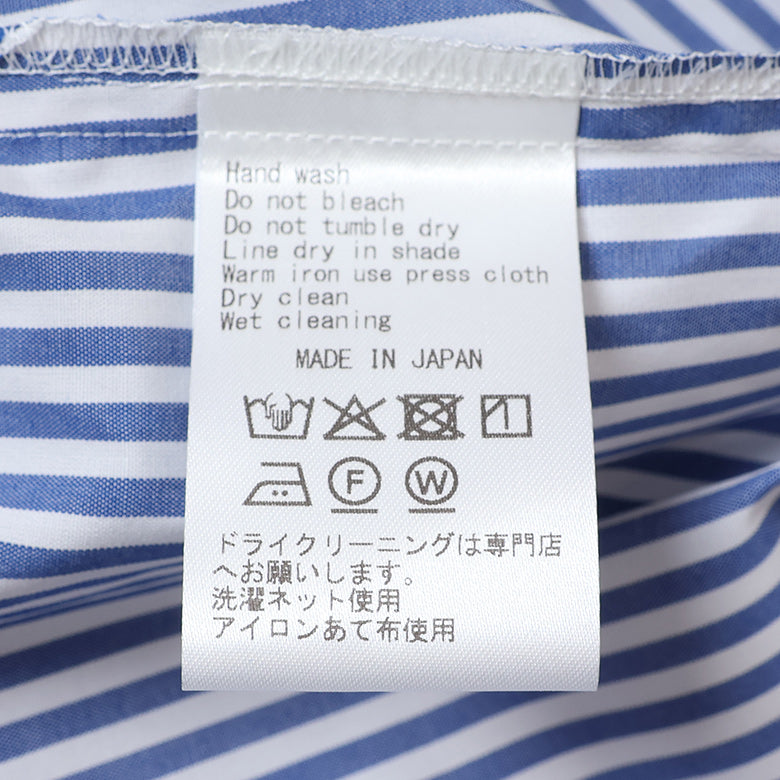 Hand wash
Do not bleach
Do not tumble dry
Line dry in shade
Warm iron use press cloth
Dry clean
Wet cleaning
MADE IN JAPAN
F W
ドライクリーニングは専門店
へお願いします。
洗濯ネット使用
アイロンあて布使用